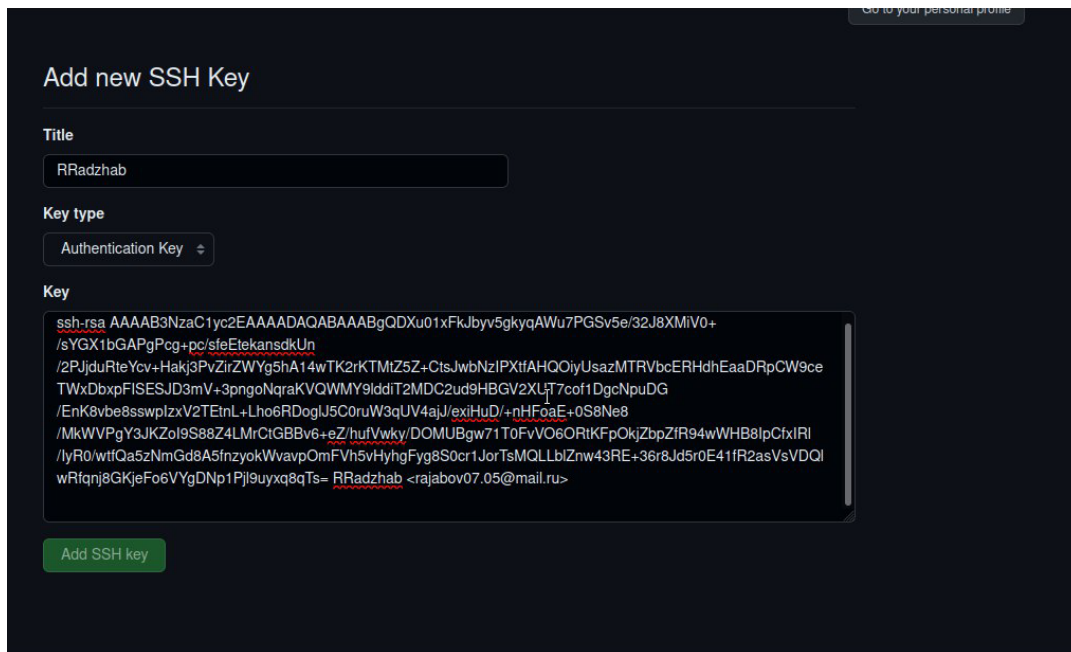 Go to your personal profile
Add new SSH Key
Title
RRadzhab
Key type
Authentication Key
Key
ssh-rsa AAAAB3NzaC1yc2EAAAADAQABAAABgQDXu01xFkJbyv5gkyqAWu7PGSv5e/32J8XMiV0+
/sYGX1bGAPgPcg+pc/sfeEtekansdkUn
/2PJjduRteYcv+Hakj3PvZirZWYg5hA14wTK2rKTMtZ5Z+CtsJwbNzIPXtfAHQOiyUsazMTRVbcERHdhEaaDRpCW9ce
TWxDbxpFISESJD3mV+3pngoNqraKVQWMY9lddiT2MDC2ud9HBGV2XUT7cof1DgcNpuDG
/EnK8vbe8sswpIzxV2TEtnL+Lho6RDoglJ5C0ruW3qUV4ajJ/exiHuD/+nHFoaE+0S8Ne8
/MkWVPgY3JKZoI9S88Z4LMrCtGBBv6+eZ/hufVwky/DOMUBgw71T0FvVO6ORtKFpOkjZbpZfR94wWHB8IpCfxIRl
/IyR0/wtfQa5zNmGd8A5fnzyokWvavpOmFVh5vHyhgFyg8S0cr1JorTsMQLLblZnw43RE+36r8Jd5r0E41fR2asVsVDQl
wRfqnj8GKjeFo6VYgDNp1Pjl9uyxq8qTs= RRadzhab <rajabov07.05@mail.ru>
Add SSH key